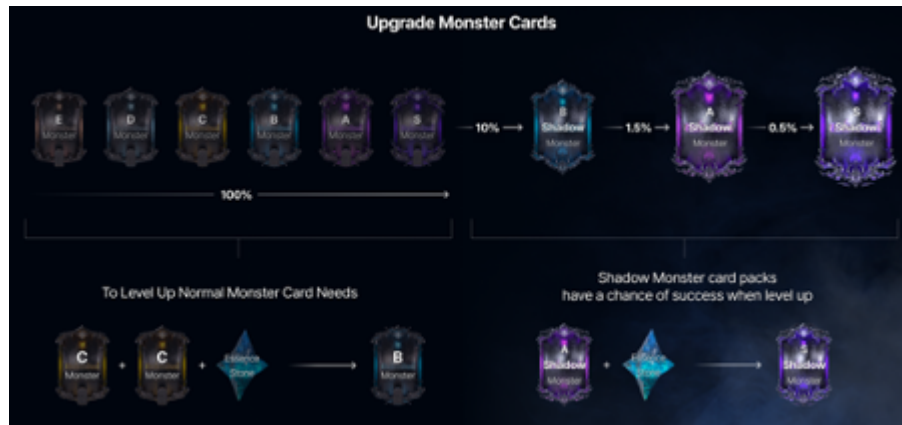 Upgrade Monster Cards
E
Monster
D
Monster
C
Monster
B
Monster
A
Monster
S
Monster
10%
B
Shadow
Monster
1.5%
A
Shadow
Monster
0.5%
S
Shadow
Monster
100%
To Level Up Normal Monster Card Needs
C
Monster
+
C
Monster
+
Essence
Stone
B
Monster
Shadow Monster card packs
have a chance of success when level up
A
Shadow
Monster
+
Essence
Stone
S
Shadow
Monster